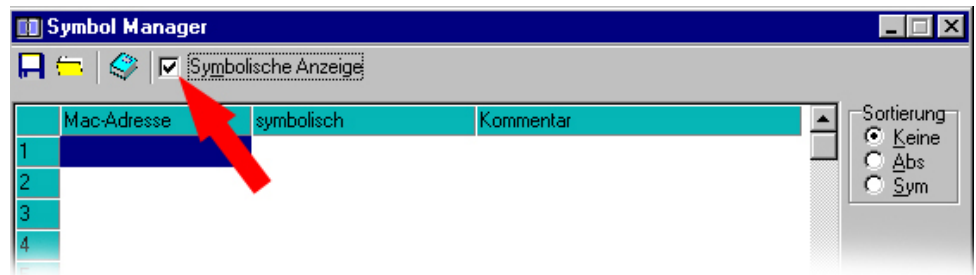 Symbol Manager
Symbolische Anzeige
Mac-Adresse symbolisch Kommentar
Sortierung
Keine
Abs
Sym
1
2
3
4